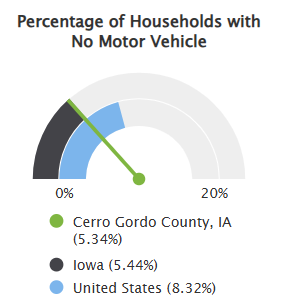 Percentage of Households with
No Motor Vehicle
0%
20%
Cerro Gordo County, IA
(5.34%)
Iowa (5.44%)
United States (8.32%)